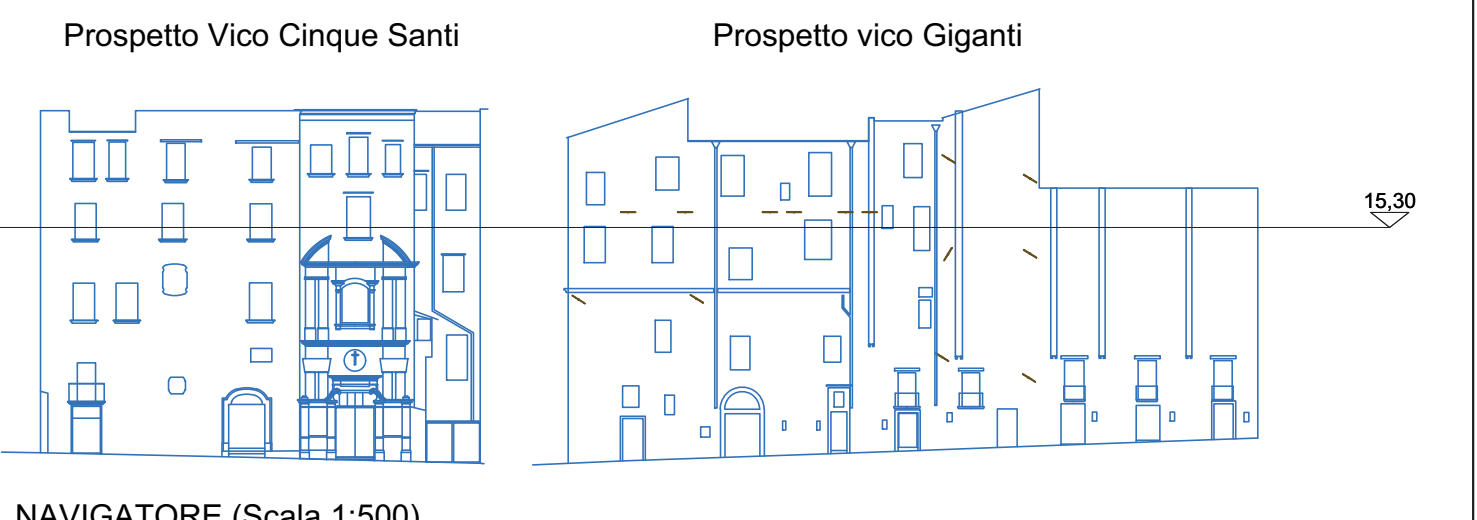 Prospetto Vico Cinque Santi
Prospetto vico Giganti
15,30
NAVIGATORE (Scala 1:500)